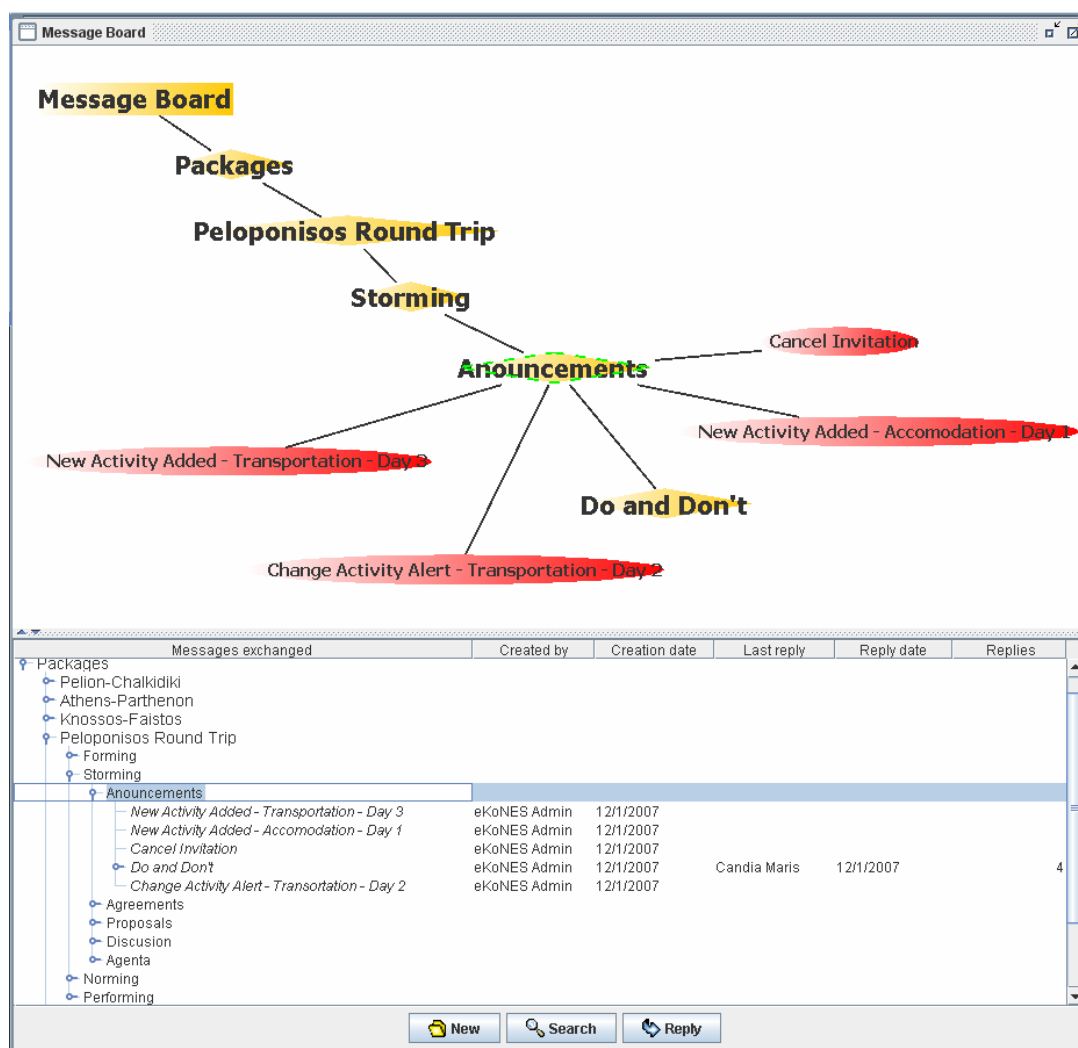 Message Board
Message Board
Packages
Peloponisos Round Trip
Storming
Cancel Invitation
Anouncements
New Activity Added - Accomodation - Day 1
New Activity Added - Transportation - Day 3
Do and Don't
Change Activity Alert - Transportation - Day 2
Messages exchanged Created by Creation date Last reply Reply date Replies
Packages
Pelion-Chalkidiki
Athens-Parthenon
Knossos-Faistos
Peloponisos Round Trip
Forming
Storming
Anouncements
New Activity Added - Transportation - Day 3 eKoNES Admin 12/1/2007
New Activity Added - Accomodation - Day 1 eKoNES Admin 12/1/2007
Cancel Invitation eKoNES Admin 12/1/2007
Do and Don't eKoNES Admin 12/1/2007 Candia Maris 12/1/2007 4
Change Activity Alert - Transortation - Day 2 eKoNES Admin 12/1/2007
Agreements
Proposals
Discusion
Agenta
Norming
Performing
New Search Reply